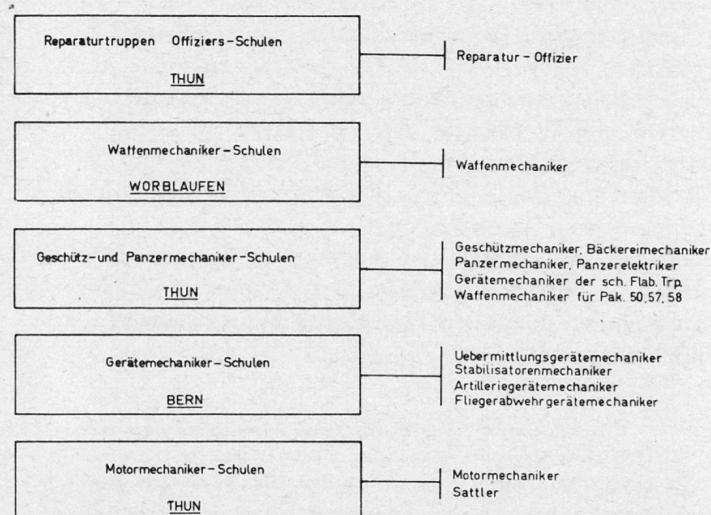 Reparaturtruppen Offiziers-Schulen
THUN
Reparatur - Offizier
Waffenmechaniker - Schulen
WORBLAUFEN
Waffenmechaniker
Geschütz- und Panzermechaniker - Schulen
THUN
Geschützmechaniker, Bäckereimechaniker
Panzermechaniker, Panzerelektriker
Gerätemechaniker der sch. Flab. Trp.
Waffenmechaniker für Pak. 50, 57, 58
Gerätemechaniker - Schulen
BERN
Uebermittlungsgerätemechaniker
Stabilisatorenmechaniker
Artilleriegerätemechaniker
Fliegerabwehrgerätemechaniker
Motormechaniker - Schulen
THUN
Motormechaniker
Sattler